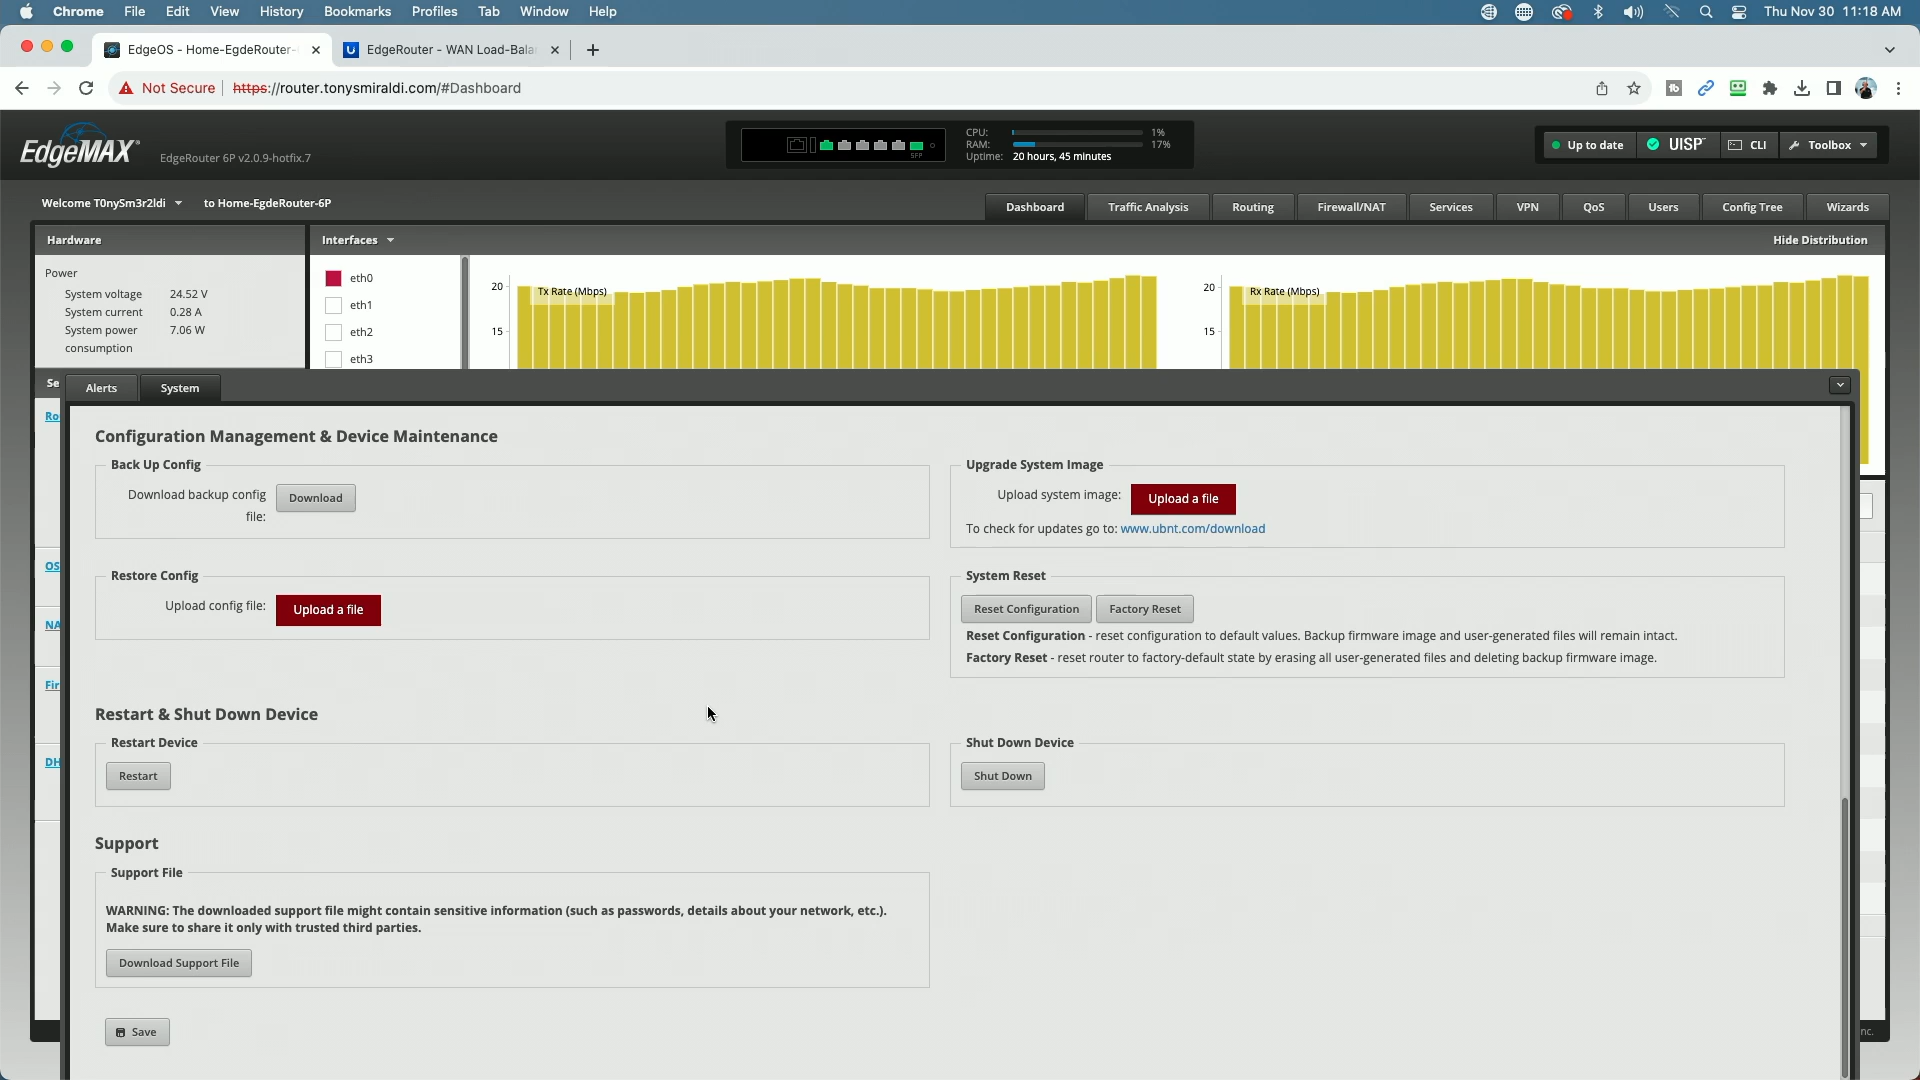 Chrome File Edit View History Bookmarks Profiles Tab Window Help Thu Nov 30 11:18 AM
EdgeOS - Home-EgdeRouter- EdgeRouter - WAN Load-Bala
Not Secure https://router.tonysmiraldi.com/#Dashboard
EdgeMAX EdgeRouter 6P v2.0.9-hotfix.7
SFP
CPU: 1%
RAM: 17%
Uptime: 20 hours, 45 minutes
Up to date UISP CLI Toolbox
Welcome T0nySm3r2ldi to Home-EgdeRouter-6P
Dashboard Traffic Analysis Routing Firewall/NAT Services VPN QoS Users Config Tree Wizards
Hardware Interfaces Hide Distribution
Power
System voltage 24.52 V
System current 0.28 A
System power 7.06 W
consumption
eth0
eth1
eth2
eth3
20 Tx Rate (Mbps)
15
20 Rx Rate (Mbps)
15
Se
Ro
OS
NA
Fir
DH
Alerts System
Configuration Management & Device Maintenance
Back Up Config
Download backup config
file:
Download
Upgrade System Image
Upload system image: Upload a file
To check for updates go to: www.ubnt.com/download
Restore Config
Upload config file: Upload a file
System Reset
Reset Configuration Factory Reset
Reset Configuration - reset configuration to default values. Backup firmware image and user-generated files will remain intact.
Factory Reset - reset router to factory-default state by erasing all user-generated files and deleting backup firmware image.
Restart & Shut Down Device
Restart Device
Restart
Shut Down Device
Shut Down
Support
Support File
WARNING: The downloaded support file might contain sensitive information (such as passwords, details about your network, etc.).
Make sure to share it only with trusted third parties.
Download Support File
Save
nc.